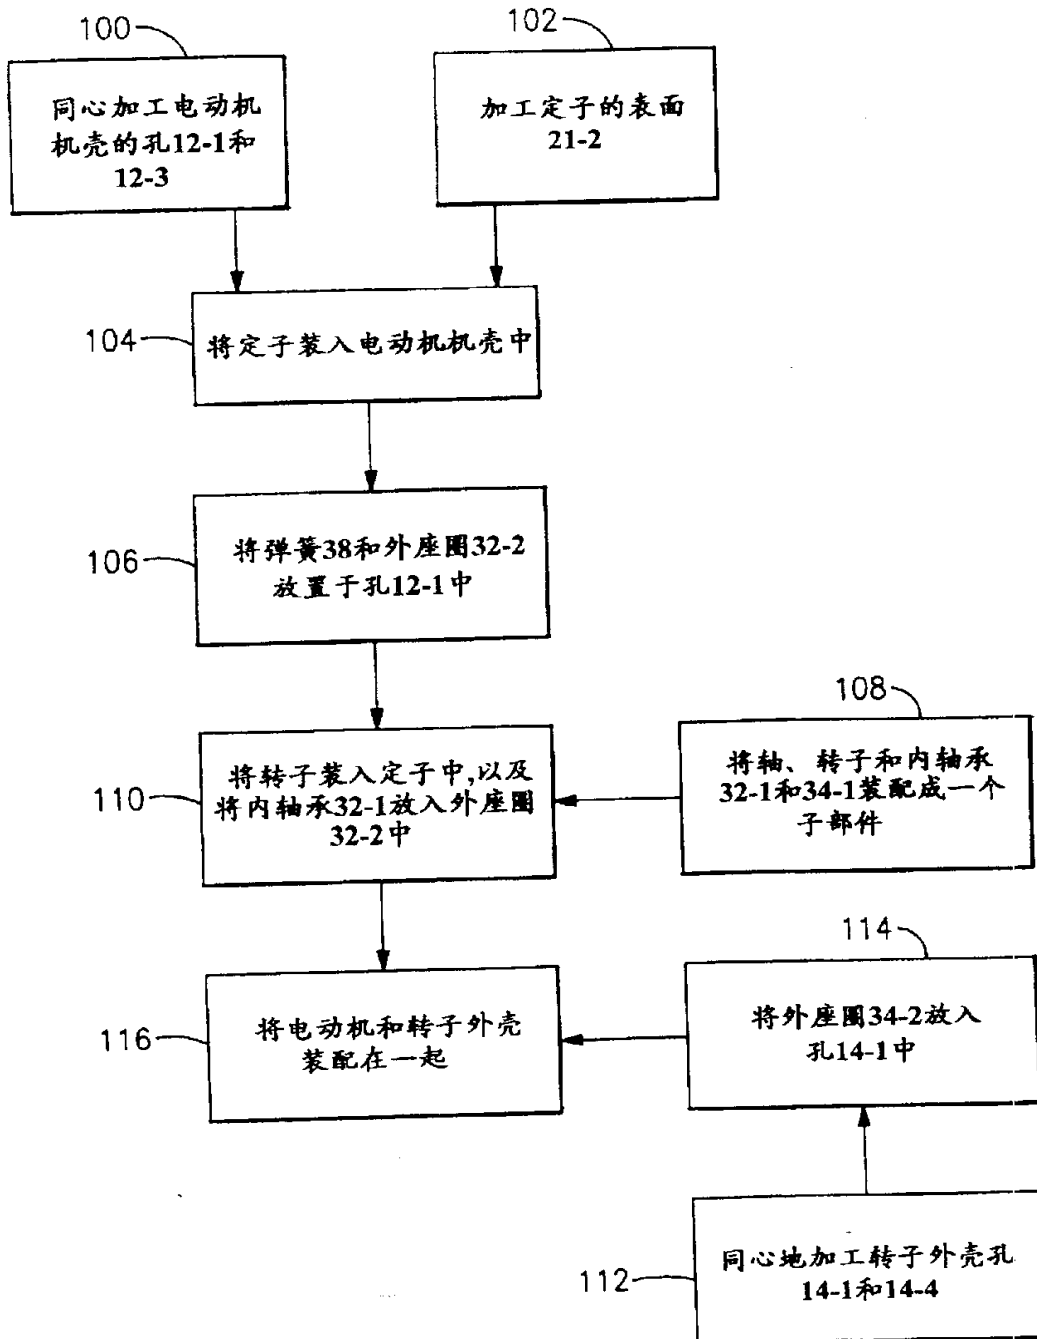 100
同心加工电动机
机壳的孔12-1和
12-3
102
加工定子的表面
21-2
104
将定子装入电动机机壳中
106
将弹簧38和外座圈32-2
放置于孔12-1中
108
将轴、转子和内轴承
32-1和34-1装配成一个
子部件
110
将转子装入定子中,以及
将内轴承32-1放入外座圈
32-2中
114
将外座圈34-2放入
孔14-1中
116
将电动机和转子外壳
装配在一起
112
同心地加工转子外壳孔
14-1和14-4